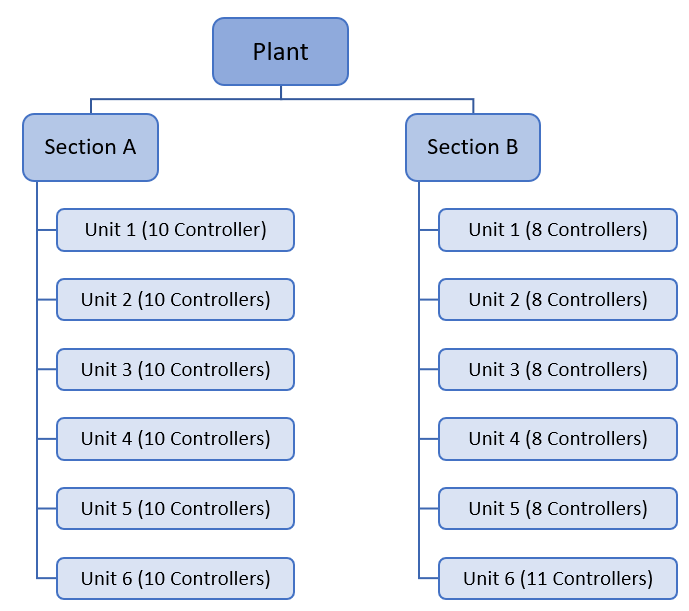 Plant
Section A
Unit 1 (10 Controller)
Unit 2 (10 Controllers)
Unit 3 (10 Controllers)
Unit 4 (10 Controllers)
Unit 5 (10 Controllers)
Unit 6 (10 Controllers)
Section B
Unit 1 (8 Controllers)
Unit 2 (8 Controllers)
Unit 3 (8 Controllers)
Unit 4 (8 Controllers)
Unit 5 (8 Controllers)
Unit 6 (11 Controllers)